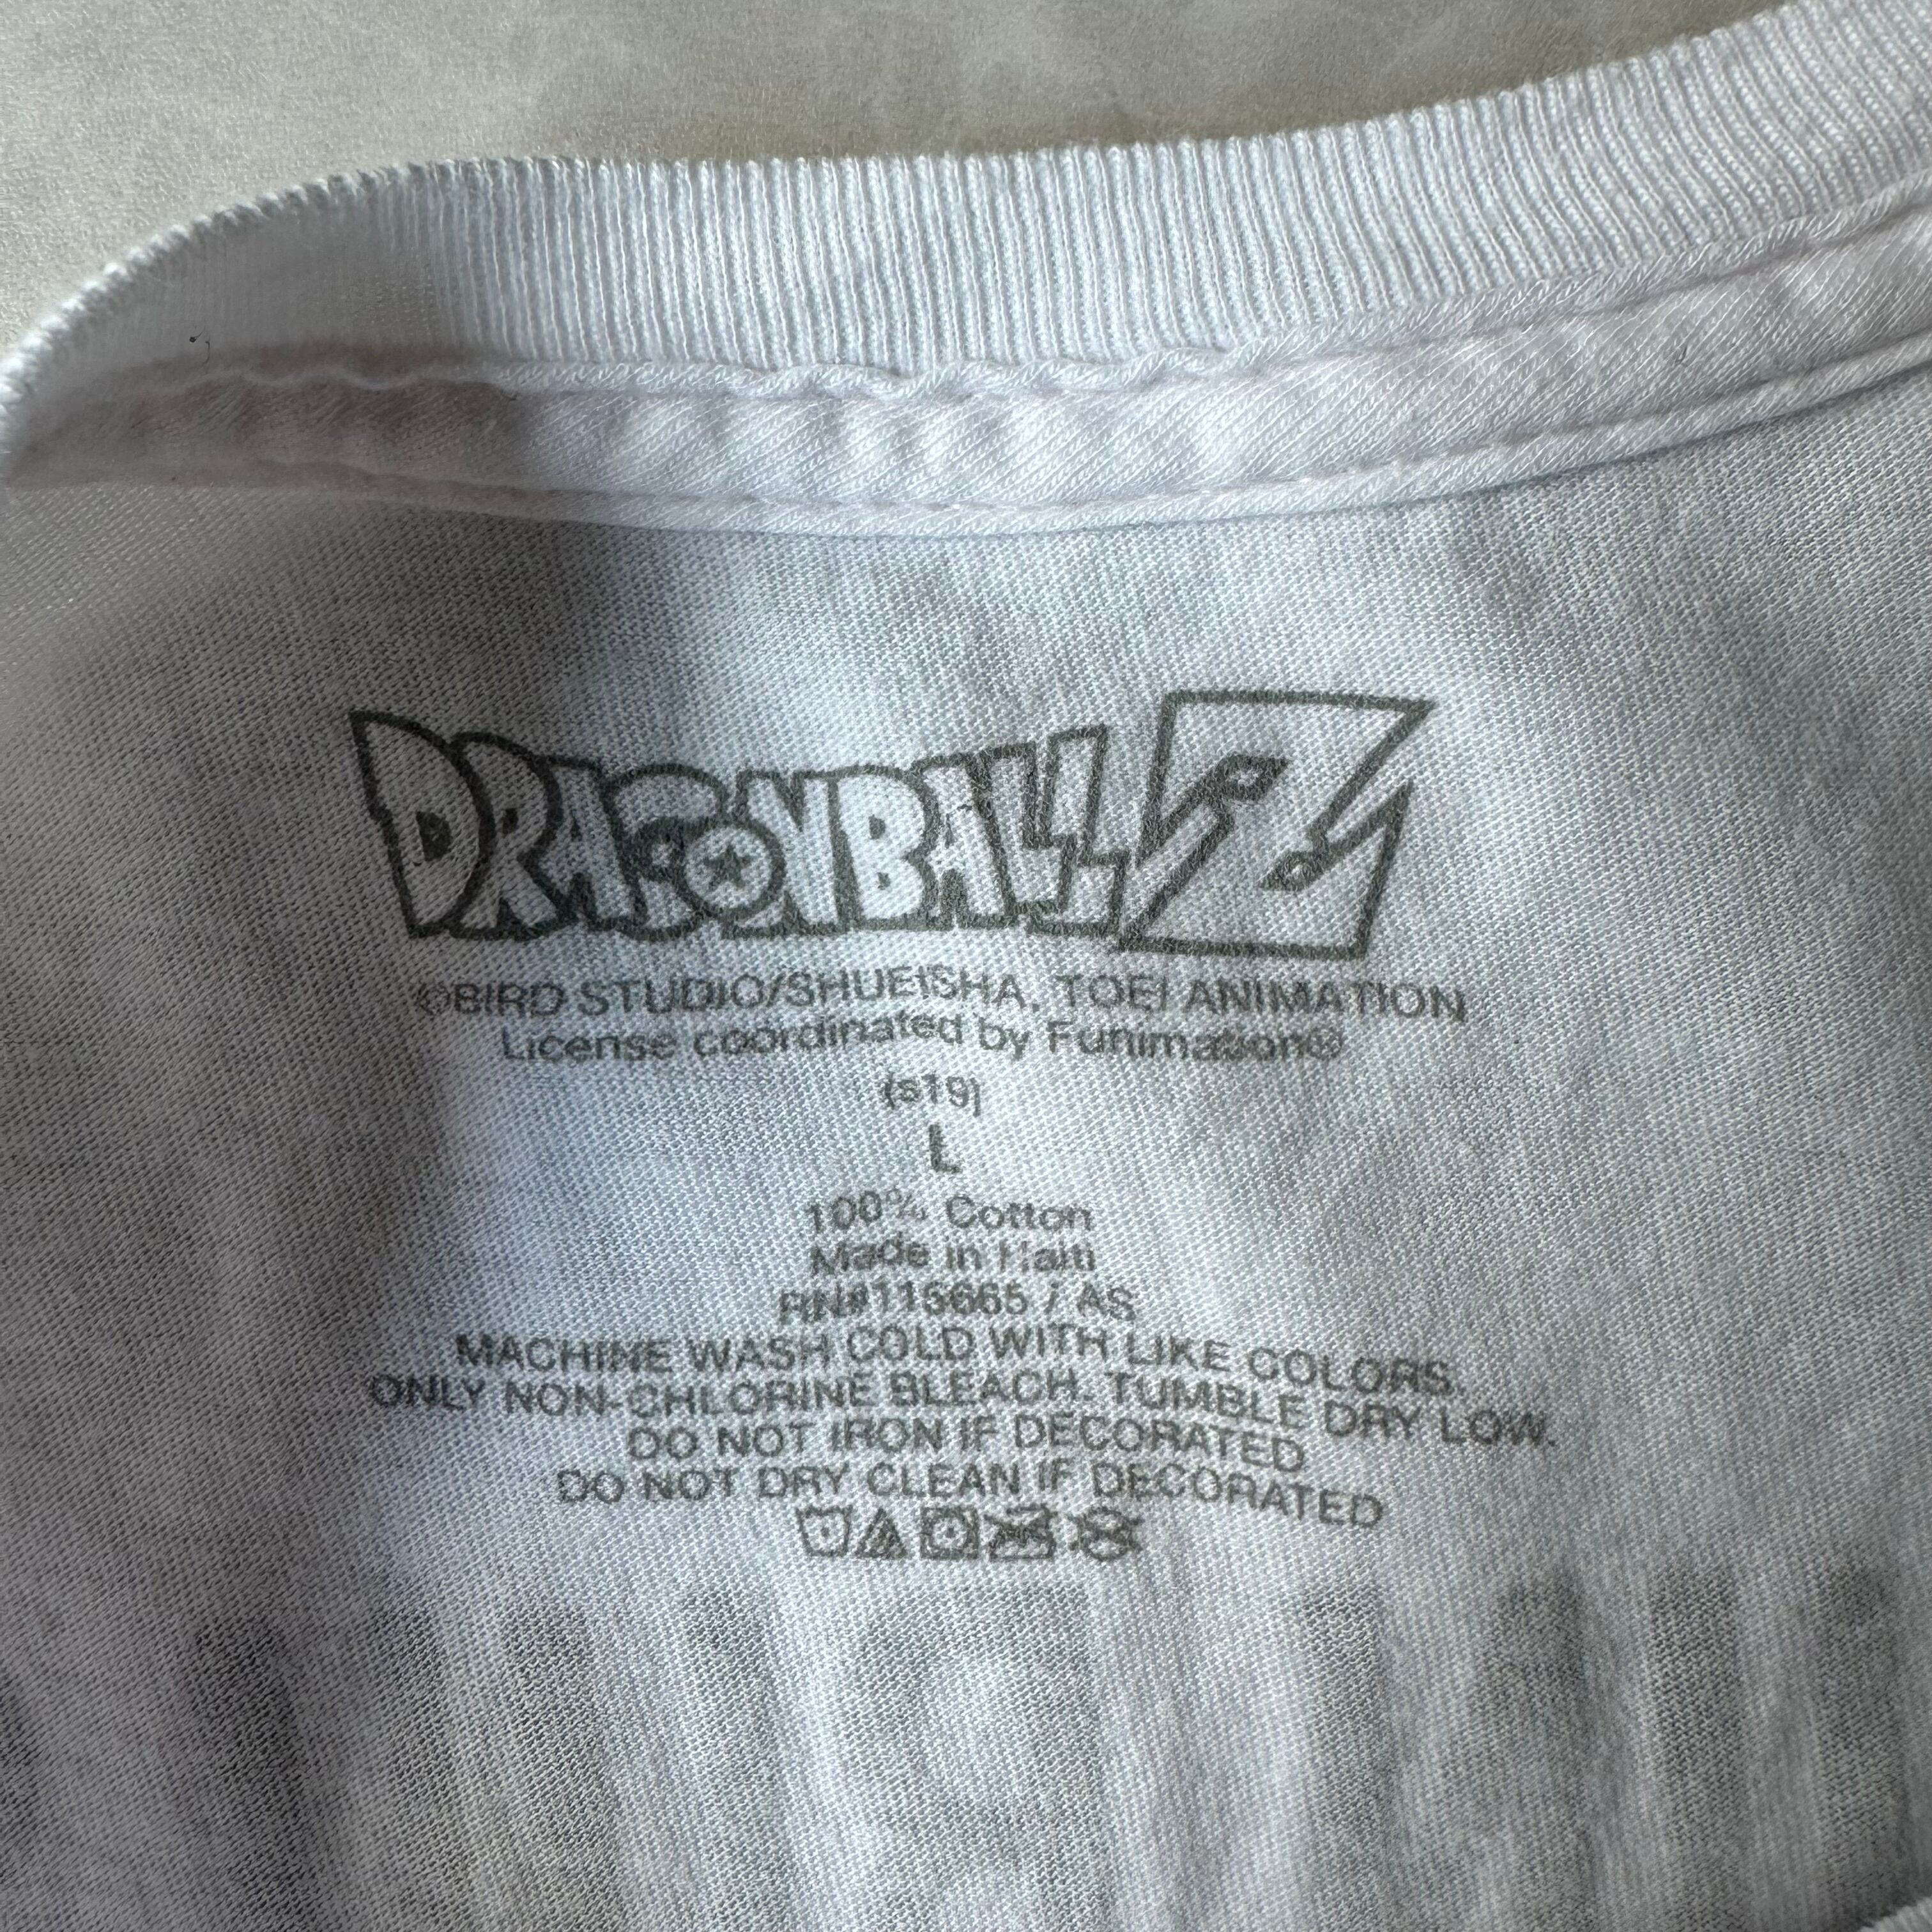 DRAGONBALL Z
©BIRD STUDIO/SHUEISHA, TOEI ANIMATION
License coordinated by Funimation®
(s19)
L
100% Cotton
Made in Haiti
RN#115665 / AS
MACHINE WASH COLD WITH LIKE COLORS.
ONLY NON-CHLORINE BLEACH. TUMBLE DRY LOW.
DO NOT IRON IF DECORATED
DO NOT DRY CLEAN IF DECORATED